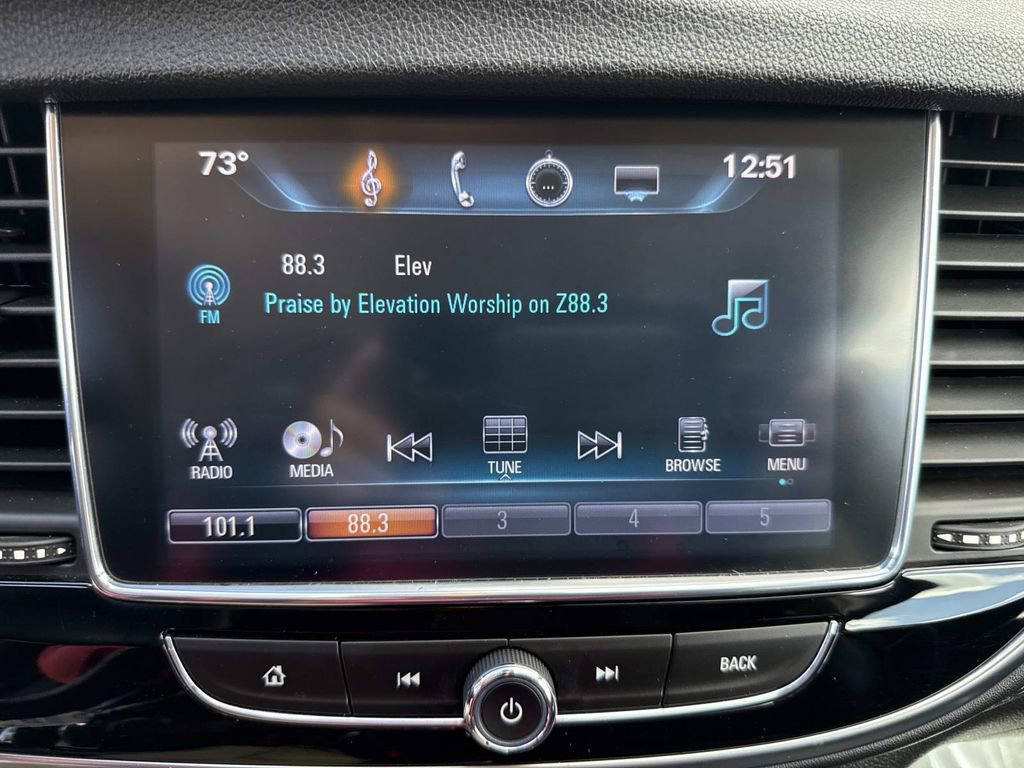 73° 12:51
88.3 Elev
FM
Praise by Elevation Worship on Z88.3
RADIO MEDIA TUNE BROWSE MENU
101.1 88.3 3 4 5
BACK